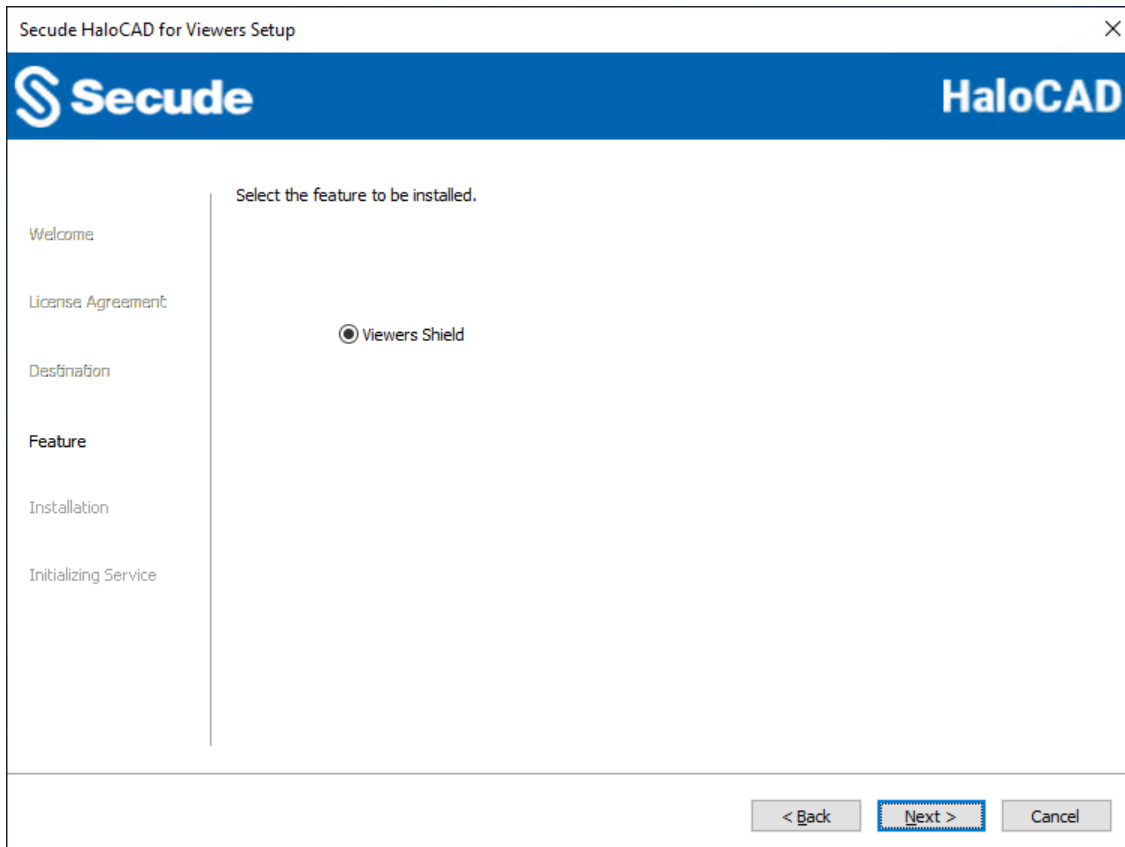 Secude HaloCAD for Viewers Setup
Secude
HaloCAD
Select the feature to be installed.
Welcome
License Agreement
Viewers Shield
Destination
Feature
Installation
Initializing Service
< Back
Next >
Cancel